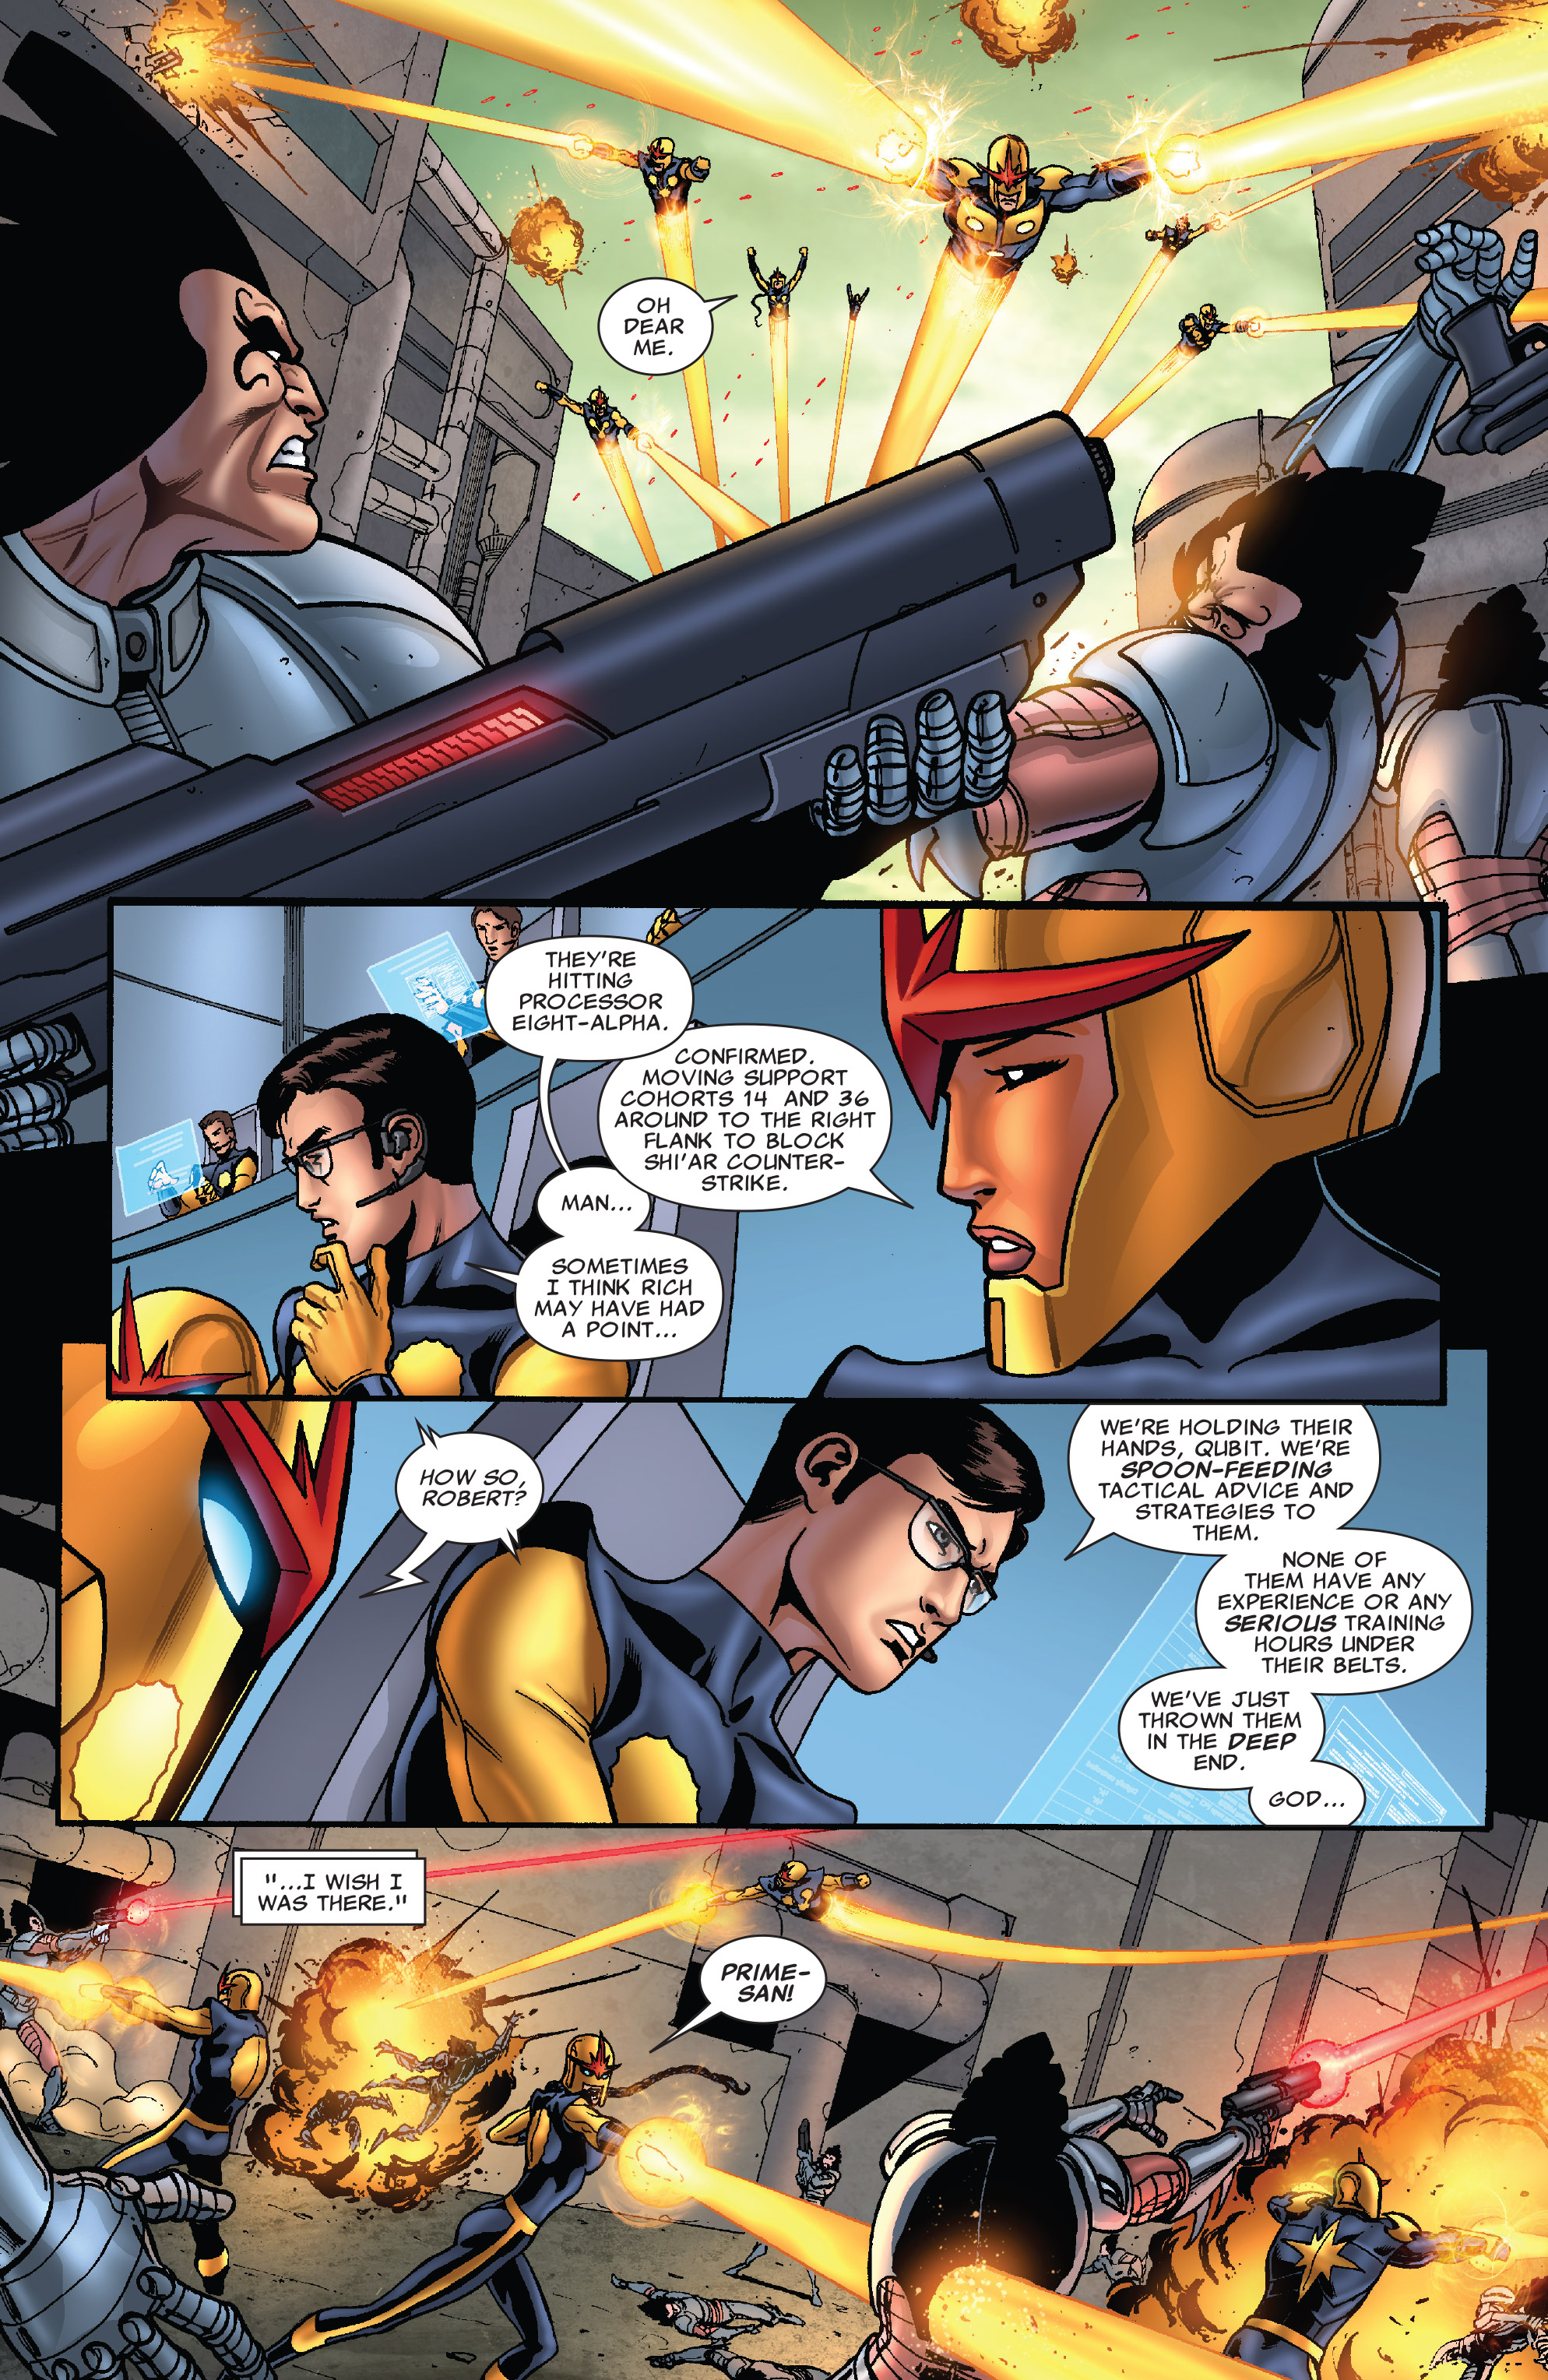 OH
DEAR
ME.
THEY'RE
HITTING
PROCESSOR
EIGHT-ALPHA.
CONFIRMED.
MOVING SUPPORT
COHORTS 14 AND 36
AROUND TO THE RIGHT
FLANK TO BLOCK
SHI'AR COUNTER-
STRIKE.
MAN...
SOMETIMES
I THINK RICH
MAY HAVE HAD
A POINT...
HOW SO,
ROBERT?
WE'RE HOLDING THEIR
HANDS, QUBIT. WE'RE
SPOON-FEEDING
TACTICAL ADVICE AND
STRATEGIES TO
THEM.
NONE OF
THEM HAVE ANY
EXPERIENCE OR ANY
SERIOUS TRAINING
HOURS UNDER
THEIR BELTS.
WE'VE JUST
THROWN THEM
IN THE DEEP
END.
GOD...
"...I WISH I
WAS THERE."
PRIME-
SAN!